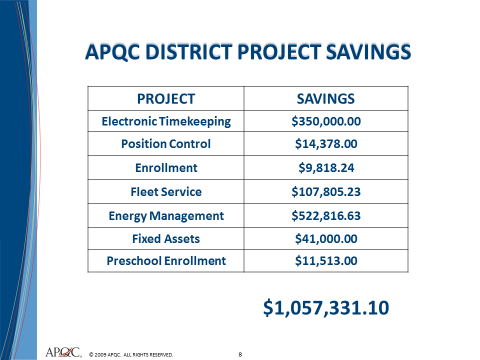 APQC DISTRICT PROJECT SAVINGS
PROJECT SAVINGS
Electronic Timekeeping $350,000.00
Position Control $14,378.00
Enrollment $9,818.24
Fleet Service $107,805.23
Energy Management $522,816.63
Fixed Assets $41,000.00
Preschool Enrollment $11,513.00
$1,057,331.10
APQC © 2009 APQC. ALL RIGHTS RESERVED. 8